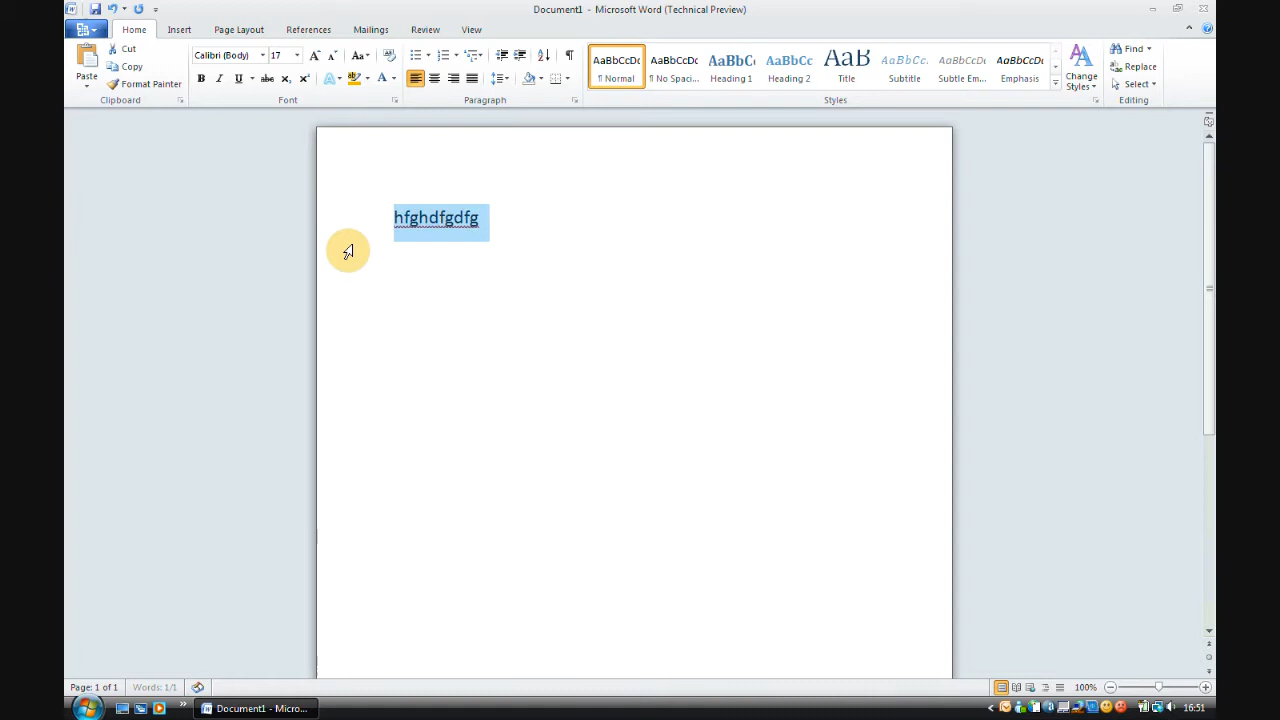 Document1 - Microsoft Word (Technical Preview)
Home Insert Page Layout References Mailings Review View
Paste
Cut
Copy
Format Painter
Clipboard
Calibri (Body) 17
Font
Paragraph
AaBbCcDc AaBbCcDc AaBbC AaBbCc AaB AaBbCc. AaBbCcDc AaBbCcDc
¶ Normal ¶ No Spaci... Heading 1 Heading 2 Title Subtitle Subtle Em... Emphasis
Change
Styles
Styles
Find
Replace
Select
Editing
hfghdfgdfg
Page: 1 of 1 Words: 1/1 100%
Document1 - Micro... 16:51